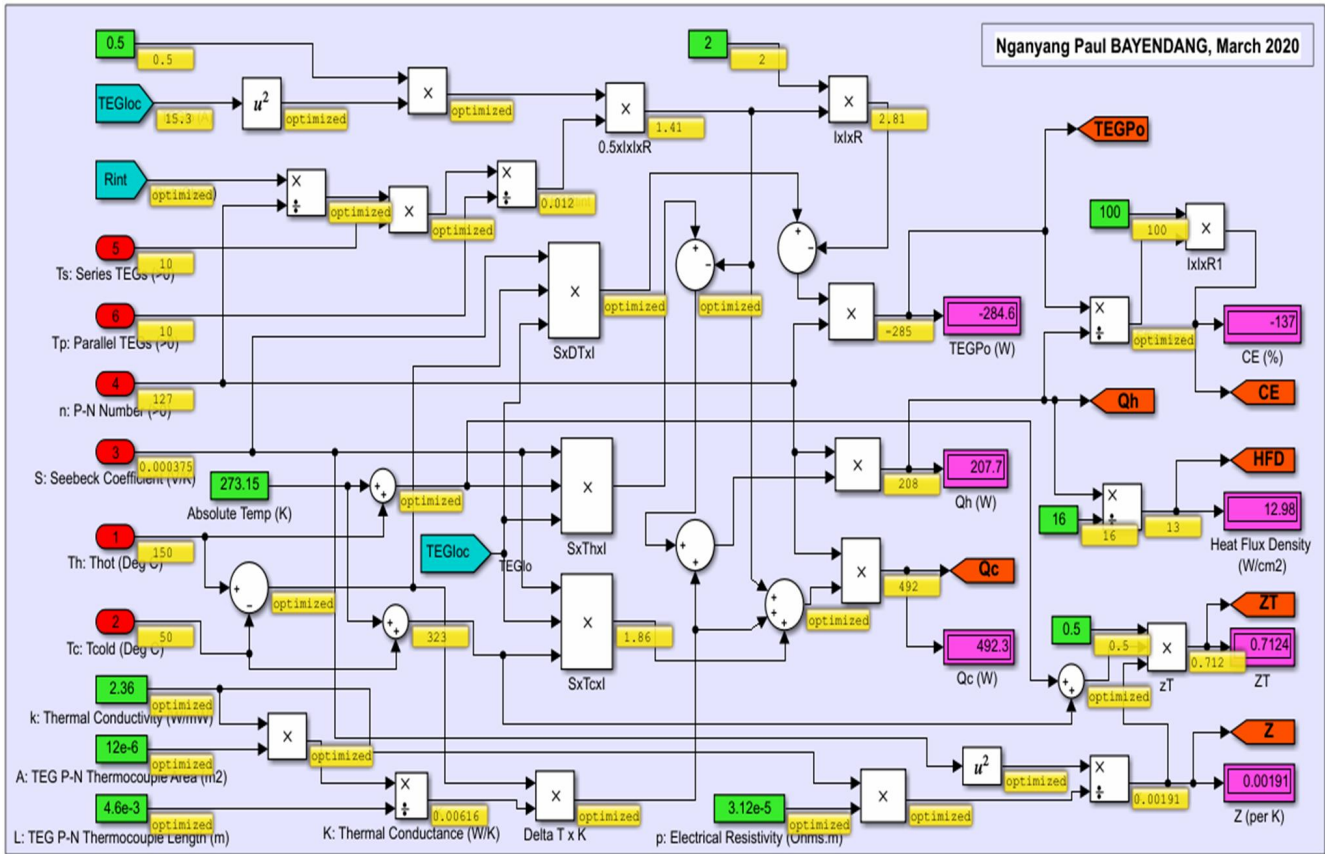 Nganyang Paul BAYENDANG, March 2020
0.5
0.5
2
2
TEGIoc
15.3
u²
optimized
×
optimized
×
1.41
0.5xIxIxR
×
2.81
IxIxR
TEGPo
Rint
optimized
×
÷
optimized
×
optimized
×
÷
0.012
100
100
×
IxIxR1
5
10
Ts: Series TEGs (>0)
6
10
Tp: Parallel TEGs (>0)
×
optimized
SxDTxI
+
-
optimized
+
-
×
-285
-284.6
TEGPo (W)
×
÷
optimized
-137
CE (%)
4
127
n: P-N Number (>0)
CE
Qh
3
0.000375
S: Seebeck Coefficient (V/K)
273.15
Absolute Temp (K)
+
+
optimized
×
SxThxI
×
208
207.7
Qh (W)
HFD
16
16
×
÷
13
12.98
Heat Flux Density
(W/cm2)
1
150
Th: Thot (Deg C)
TEGIoc
TEGIo
+
+
×
492
Qc
+
-
optimized
2
50
Tc: Tcold (Deg C)
+
+
323
×
1.86
SxTcxI
+
+
+
optimized
492.3
Qc (W)
ZT
0.5
0.5
×
zT
0.712
0.7124
ZT
+
+
optimized
2.36
optimized
k: Thermal Conductivity (W/mW)
12e-6
optimized
A: TEG P-N Thermocouple Area (m2)
×
optimized
Z
u²
optimized
4.6e-3
optimized
L: TEG P-N Thermocouple Length (m)
×
÷
0.00616
K: Thermal Conductance (W/K)
×
optimized
Delta T x K
3.12e-5
optimized
p: Electrical Resistivity (Ohms.m)
×
optimized
×
÷
0.00191
0.00191
Z (per K)